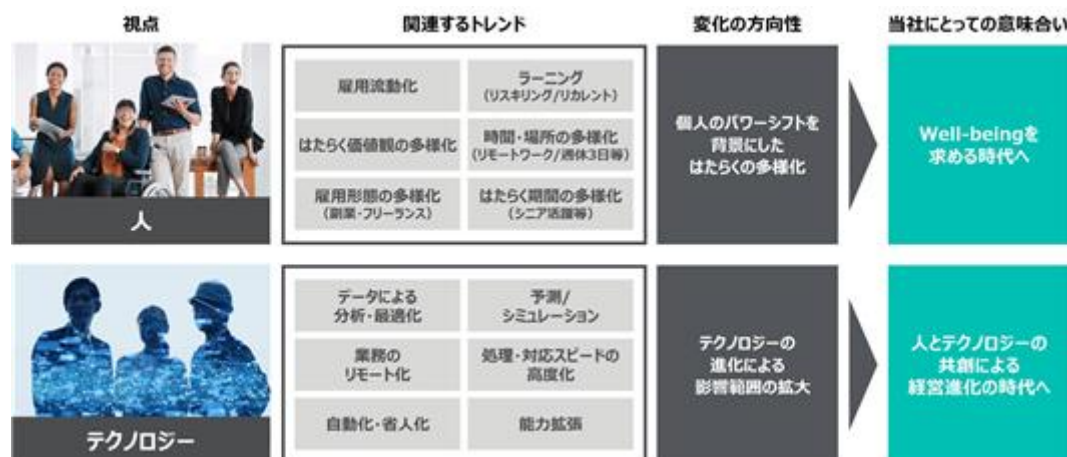 視点
関連するトレンド
変化の方向性
当社にとっての意味合い
人
雇用流動化
ラーニング
(リスキリング/リカレント)
はたらく価値観の多様化
時間・場所の多様化
(リモートワーク/週休3日等)
雇用形態の多様化
(副業・フリーランス)
はたらく期間の多様化
(シニア活躍等)
個人のパワーシフトを
背景にした
はたらくの多様化
Well-beingを
求める時代へ
テクノロジー
データによる
分析・最適化
予測/
シミュレーション
業務の
リモート化
処理・対応スピードの
高度化
自動化・省人化
能力拡張
テクノロジーの
進化による
影響範囲の拡大
人とテクノロジーの
共創による
経営進化の時代へ